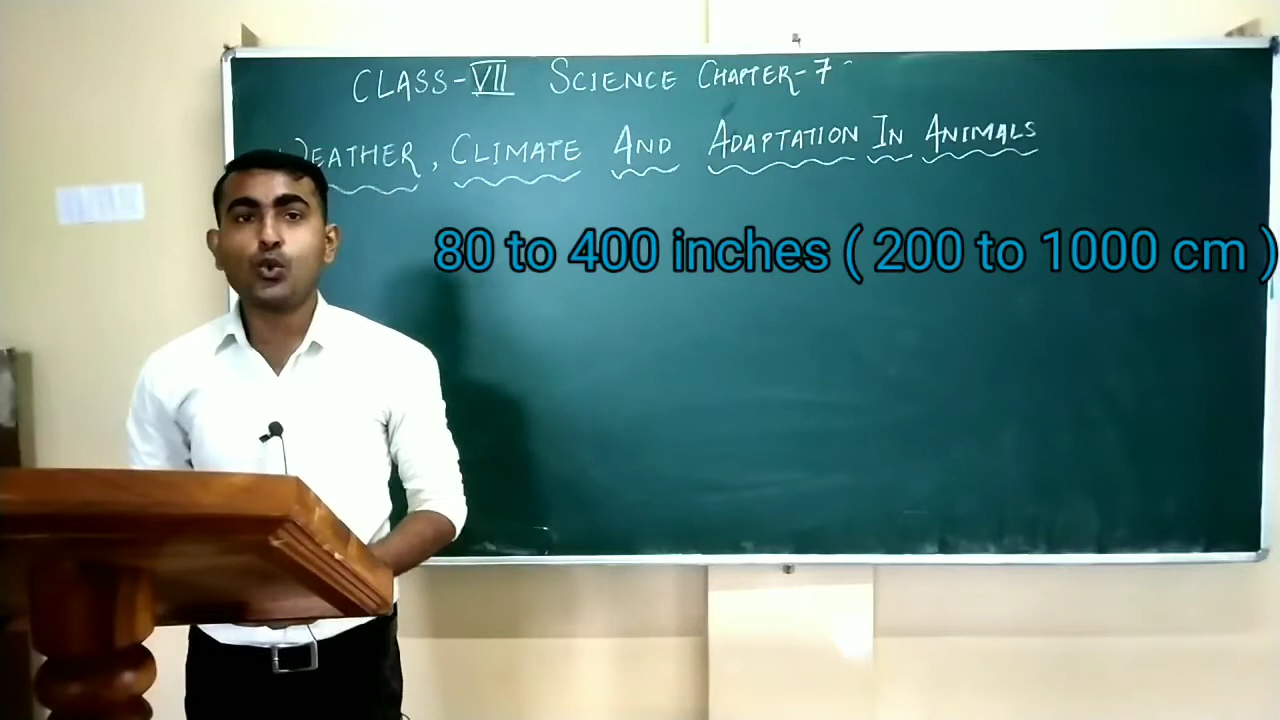 CLASS-VII SCIENCE CHAPTER-7
WEATHER, CLIMATE AND ADAPTATION IN ANIMALS
80 to 400 inches ( 200 to 1000 cm )